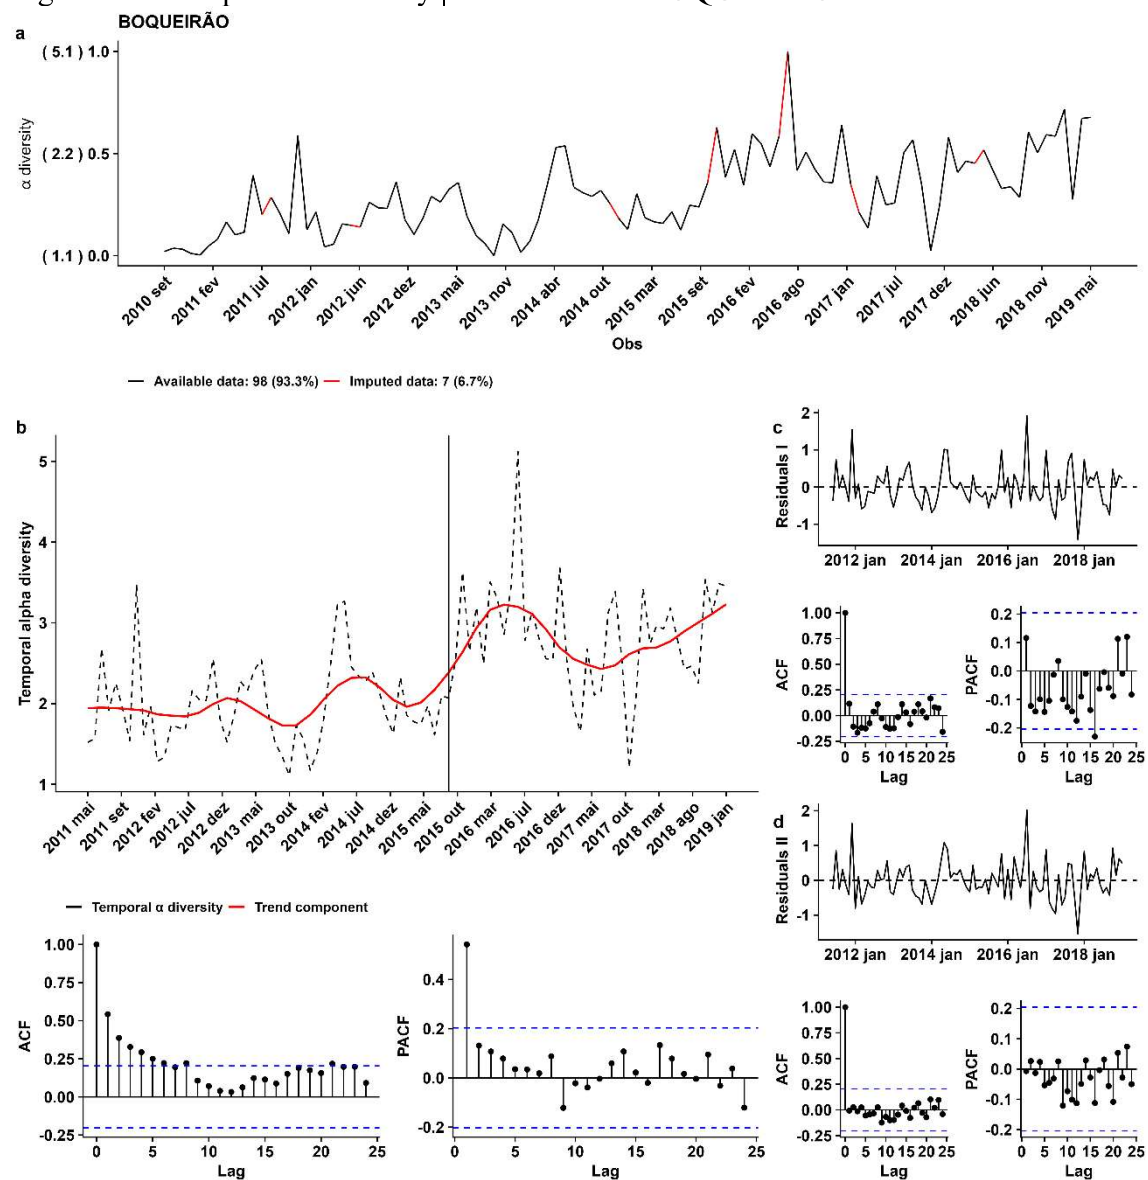 BOQUEIRÃO
a
( 5.1 ) 1.0
( 2.2 ) 0.5
( 1.1 ) 0.0
α diversity
2010 set
2011 fev
2011 jul
2012 jan
2012 jun
2012 dez
2013 mai
2013 nov
2014 abr
2014 out
2015 mar
2015 set
2016 fev
2016 ago
2017 jan
2017 jul
2017 dez
2018 jun
2018 nov
2019 mai
Obs
Available data: 98 (93.3%) Imputed data: 7 (6.7%)
b
5
4
3
2
1
Temporal alpha diversity
2011 mai
2011 set
2012 fev
2012 jul
2012 dez
2013 mai
2013 out
2014 fev
2014 jul
2014 dez
2015 mai
2015 out
2016 mar
2016 jul
2016 dez
2017 mai
2017 out
2018 mar
2018 ago
2019 jan
Temporal α diversity Trend component
1.00
0.75
0.50
0.25
0.00
-0.25
ACF
0 5 10 15 20 25
Lag
0.4
0.2
0.0
-0.2
PACF
0 5 10 15 20 25
Lag
c
2
1
0
-1
Residuals I
2012 jan 2014 jan 2016 jan 2018 jan
1.00
0.75
0.50
0.25
0.00
-0.25
ACF
0 5 10 15 20 25
Lag
0.2
0.1
0.0
-0.1
-0.2
PACF
0 5 10 15 20 25
Lag
d
2
1
0
-1
Residuals II
2012 jan 2014 jan 2016 jan 2018 jan
1.00
0.75
0.50
0.25
0.00
-0.25
ACF
0 5 10 15 20 25
Lag
0.2
0.1
0.0
-0.1
-0.2
PACF
0 5 10 15 20 25
Lag